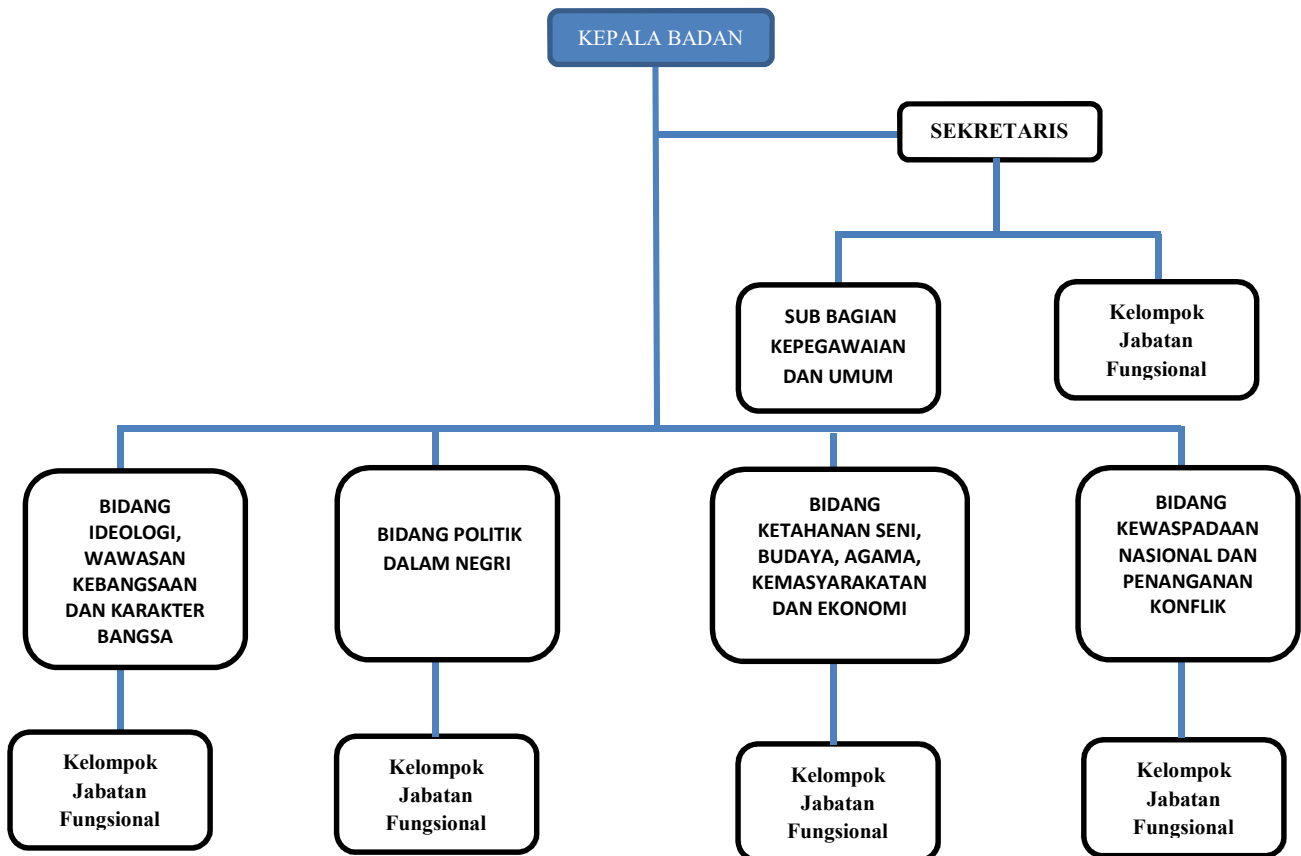 KEPALA BADAN
SEKRETARIS
SUB BAGIAN
KEPEGAWAIAN
DAN UMUM
Kelompok
Jabatan
Fungsional
BIDANG
IDEOLOGI,
WAWASAN
KEBANGSAAN
DAN KARAKTER
BANGSA
BIDANG POLITIK
DALAM NEGRI
BIDANG
KETAHANAN SENI,
BUDAYA, AGAMA,
KEMASYARAKATAN
DAN EKONOMI
BIDANG
KEWASPADAAN
NASIONAL DAN
PENANGANAN
KONFLIK
Kelompok
Jabatan
Fungsional
Kelompok
Jabatan
Fungsional
Kelompok
Jabatan
Fungsional
Kelompok
Jabatan
Fungsional